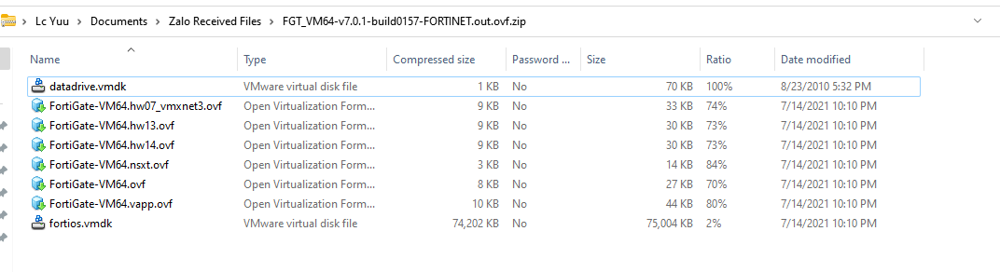 Lc Yuu > Documents > Zalo Received Files > FGT_VM64-v7.0.1-build0157-FORTINET.out.ovf.zip
Name Type Compressed size Password ... Size Ratio Date modified
datadrive.vmdk VMware virtual disk file 1 KB No 70 KB 100% 8/23/2010 5:32 PM
FortiGate-VM64.hw07_vmxnet3.ovf Open Virtualization Form... 9 KB No 33 KB 74% 7/14/2021 10:10 PM
FortiGate-VM64.hw13.ovf Open Virtualization Form... 9 KB No 30 KB 73% 7/14/2021 10:10 PM
FortiGate-VM64.hw14.ovf Open Virtualization Form... 9 KB No 30 KB 73% 7/14/2021 10:10 PM
FortiGate-VM64.nsxt.ovf Open Virtualization Form... 3 KB No 14 KB 84% 7/14/2021 10:10 PM
FortiGate-VM64.ovf Open Virtualization Form... 8 KB No 27 KB 70% 7/14/2021 10:10 PM
FortiGate-VM64.vapp.ovf Open Virtualization Form... 10 KB No 44 KB 80% 7/14/2021 10:10 PM
fortios.vmdk VMware virtual disk file 74,202 KB No 75,004 KB 2% 7/14/2021 10:10 PM